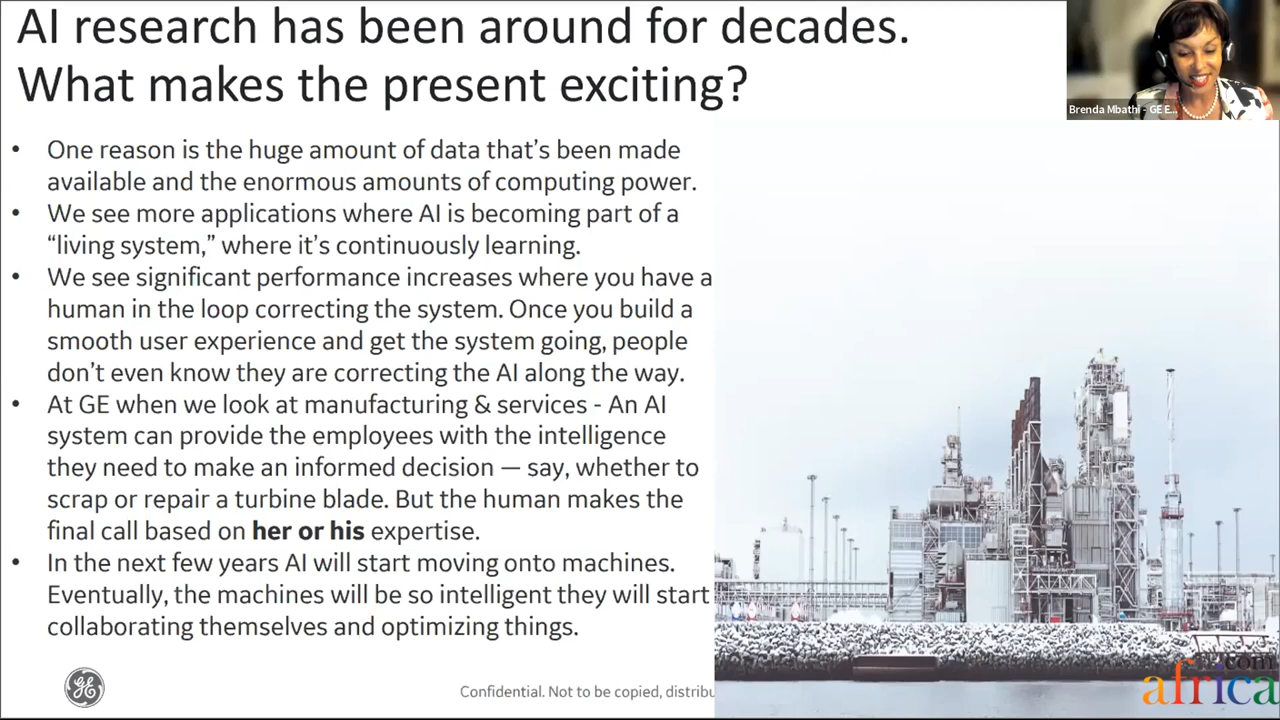 AI research has been around for decades.
What makes the present exciting?
Brenda Mbathi - GE E...
• One reason is the huge amount of data that’s been made
available and the enormous amounts of computing power.
• We see more applications where AI is becoming part of a
“living system,” where it’s continuously learning.
• We see significant performance increases where you have a
human in the loop correcting the system. Once you build a
smooth user experience and get the system going, people
don’t even know they are correcting the AI along the way.
• At GE when we look at manufacturing & services - An AI
system can provide the employees with the intelligence
they need to make an informed decision — say, whether to
scrap or repair a turbine blade. But the human makes the
final call based on her or his expertise.
• In the next few years AI will start moving onto machines.
Eventually, the machines will be so intelligent they will start
collaborating themselves and optimizing things.
GE
Confidential. Not to be copied, distribu
.com
africa